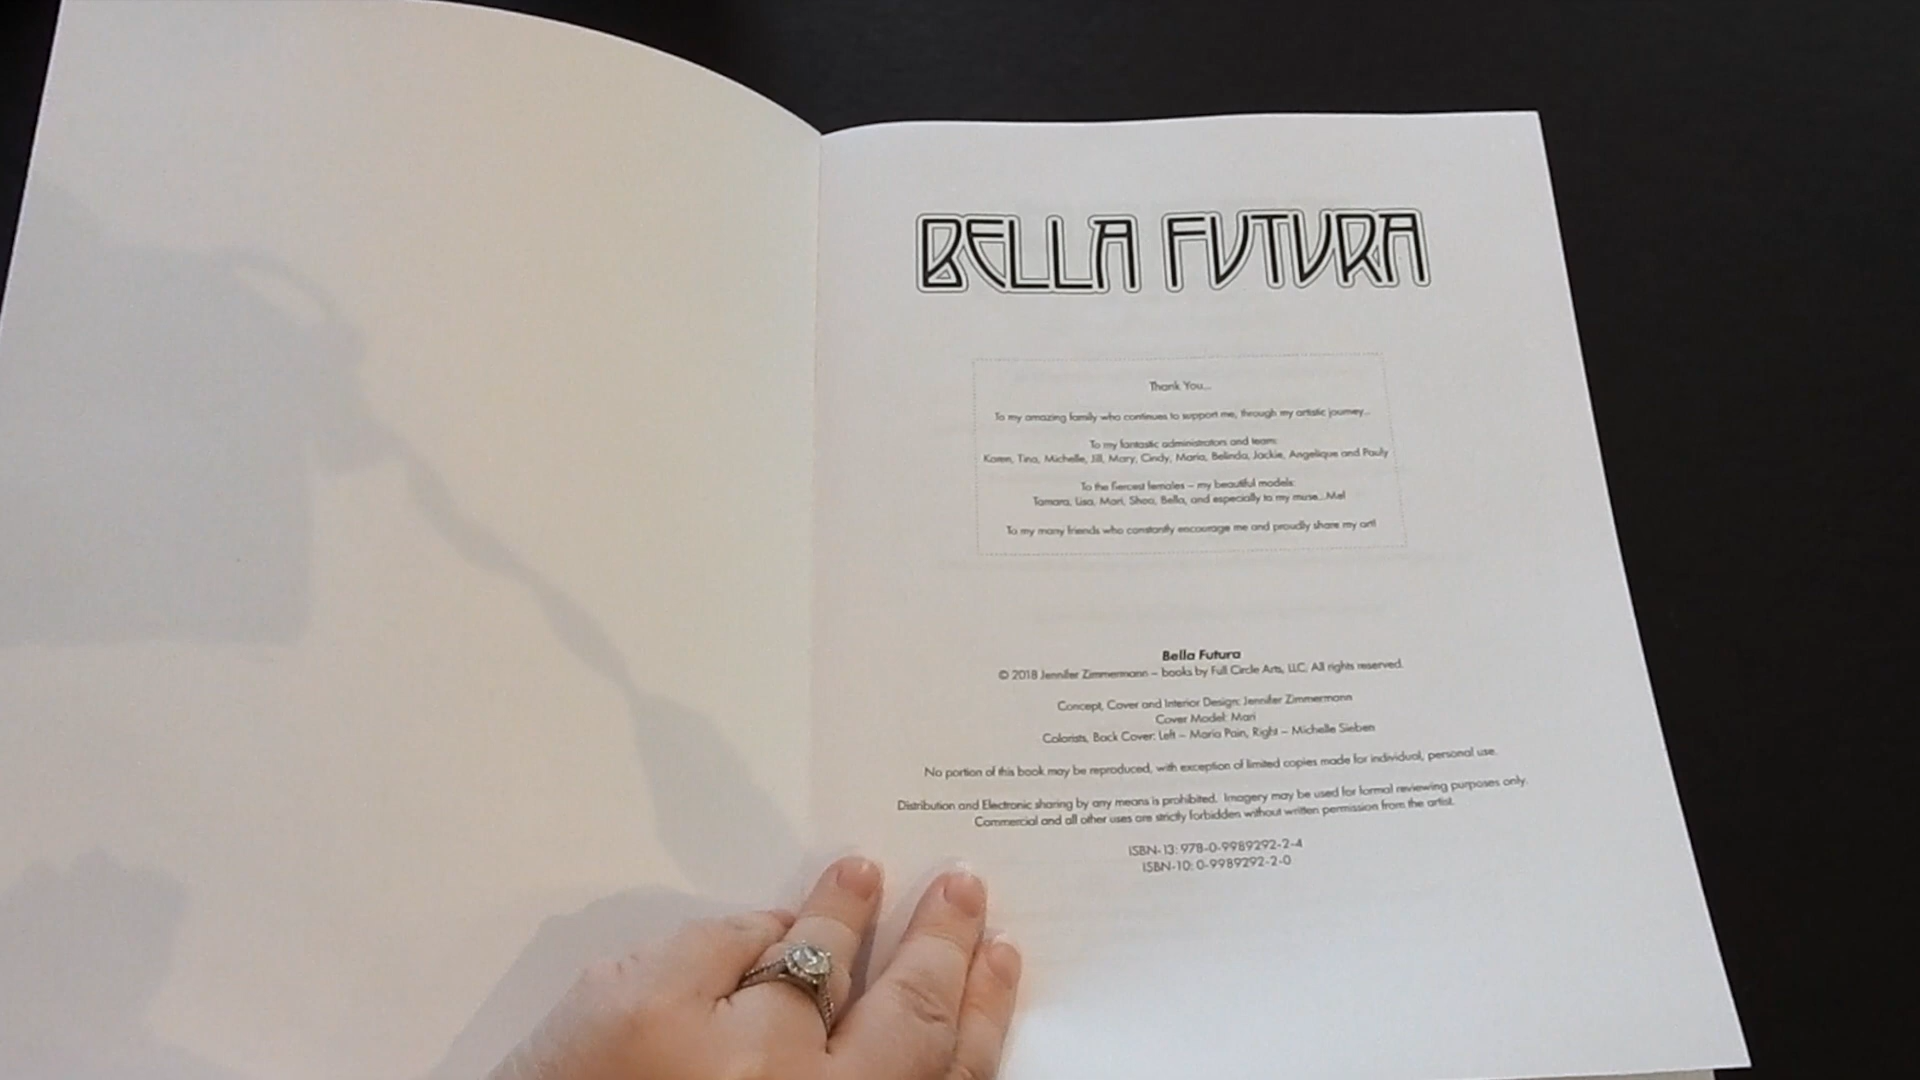 BELLA FUTURA
Thank You...
To my amazing family who continues to support me, through my artistic journey...
To my fantastic administrators and team:
Karen, Tina, Michelle, Jill, Mary, Cindy, Maria, Belinda, Jackie, Angelique and Pauly
To the fiercest females – my beautiful models:
Tamara, Lisa, Mari, Shea, Bella, and especially to my muse...Mel
To my many friends who constantly encourage me and proudly share my art!
Bella Futura
© 2018 Jennifer Zimmermann – books by Full Circle Arts, LLC. All rights reserved.
Concept, Cover and Interior Design: Jennifer Zimmermann
Cover Model: Mari
Colorists, Back Cover: Left – Maria Pain, Right – Michelle Sieben
No portion of this book may be reproduced, with exception of limited copies made for individual, personal use.
Distribution and Electronic sharing by any means is prohibited. Imagery may be used for formal reviewing purposes only.
Commercial and all other uses are strictly forbidden without written permission from the artist.
ISBN-13: 978-0-9989292-2-4
ISBN-10: 0-9989292-2-0